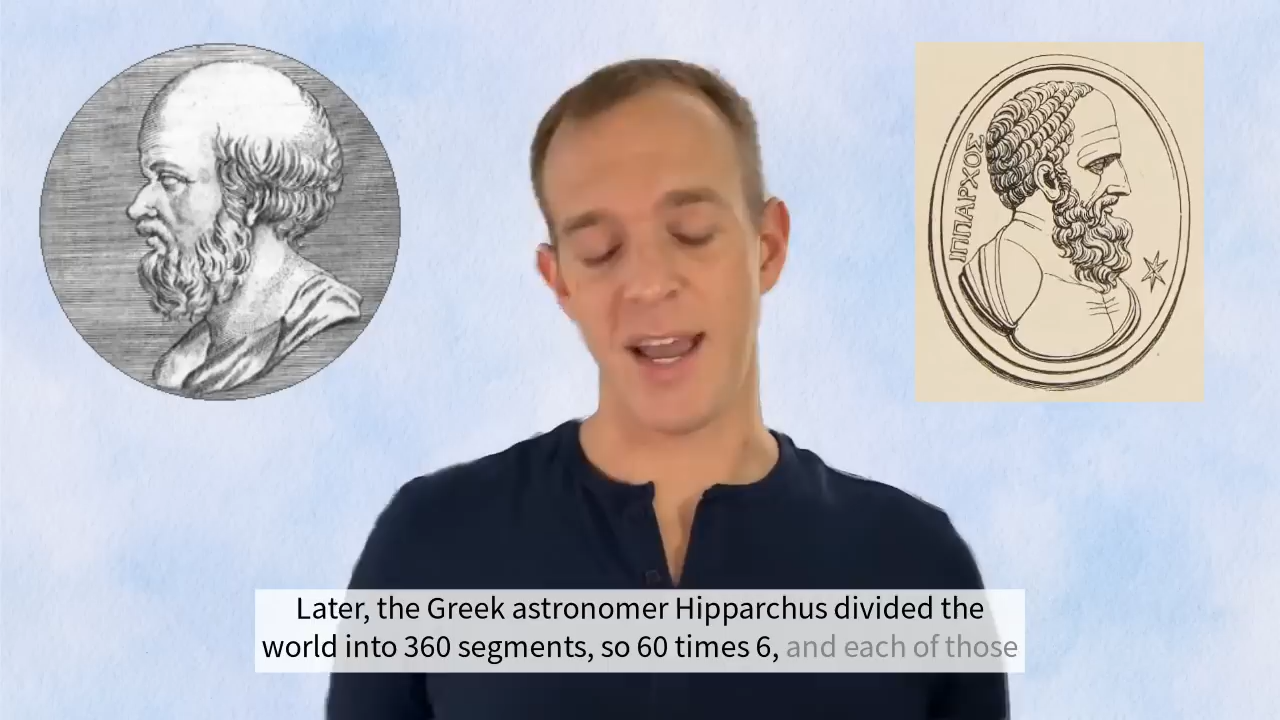 ΙΠΠΑΡΧΟΣ
Later, the Greek astronomer Hipparchus divided the
world into 360 segments, so 60 times 6, and each of those